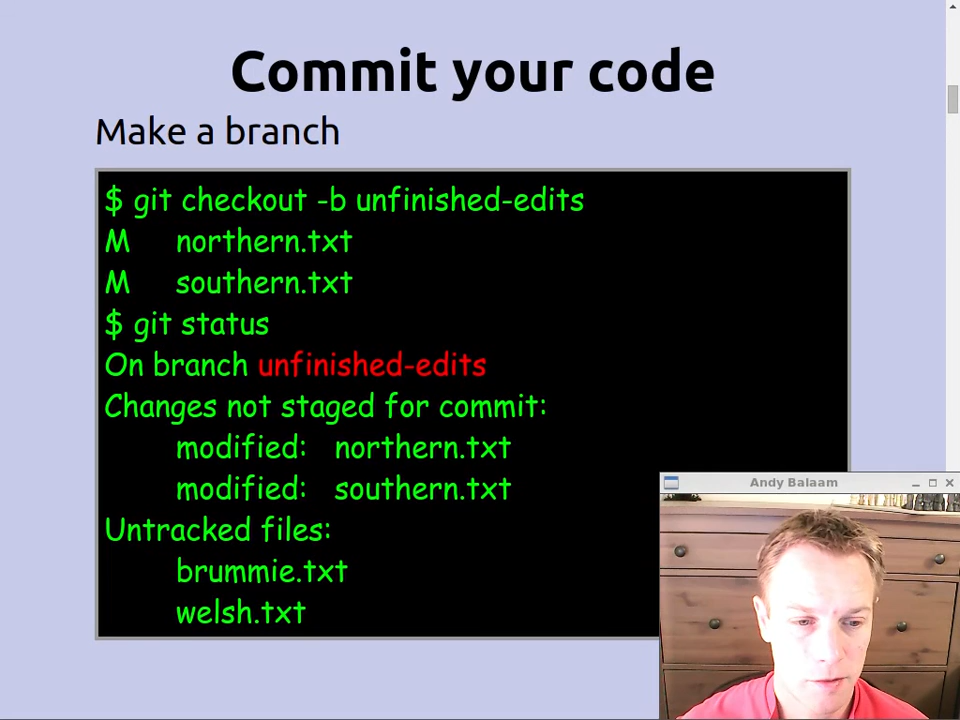 Commit your code
Make a branch
$ git checkout -b unfinished-edits
M northern.txt
M southern.txt
$ git status
On branch unfinished-edits
Changes not staged for commit:
modified: northern.txt
modified: southern.txt
Untracked files:
brummie.txt
welsh.txt
Andy Balaam